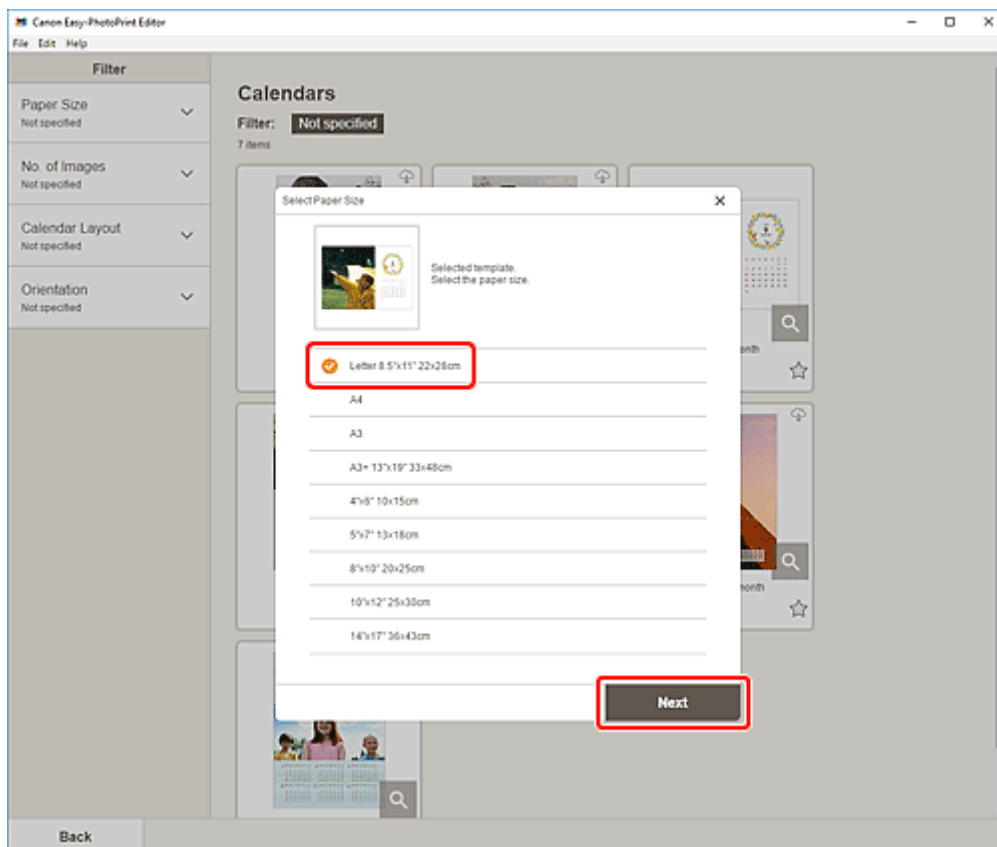 Canon Easy-PhotoPrint Editor
File Edit Help
Filter
Paper Size
Not specified
No. of Images
Not specified
Calendar Layout
Not specified
Orientation
Not specified
Calendars
Filter: Not specified
7 items
Select Paper Size
Selected template.
Select the paper size.
Letter 8.5"x11" 22x28cm
A4
A3
A3+ 13"x19" 33x48cm
4"x6" 10x15cm
5"x7" 13x18cm
8"x10" 20x25cm
10"x12" 25x30cm
14"x17" 36x43cm
Next
onth
month
Back